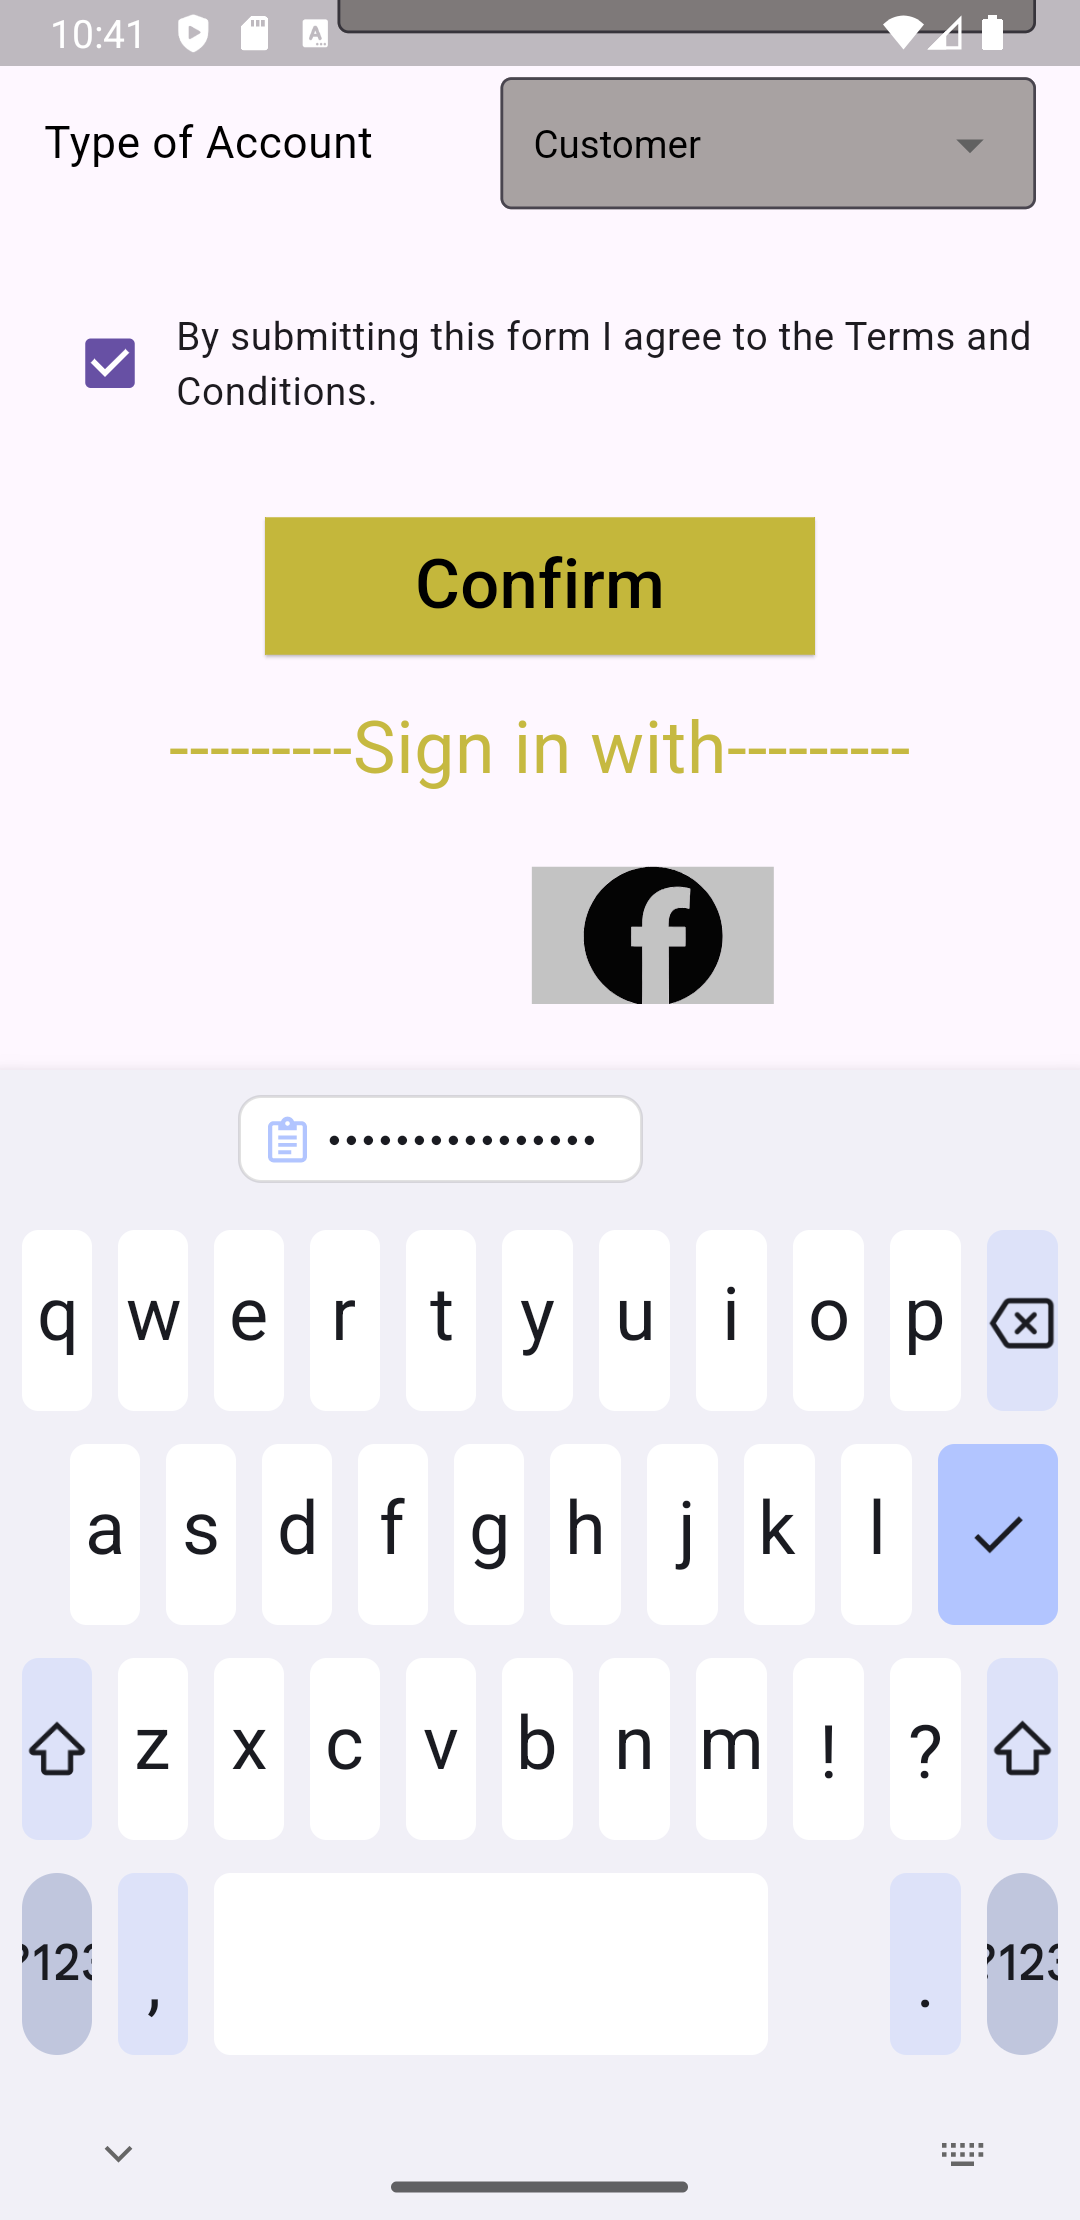 10:41
Type of Account
Customer
By submitting this form I agree to the Terms and
Conditions.
Confirm
---------Sign in with---------
••••••••••••••••
q w e r t y u i o p
a s d f g h j k l
z x c v b n m ! ?
?123 , . ?123